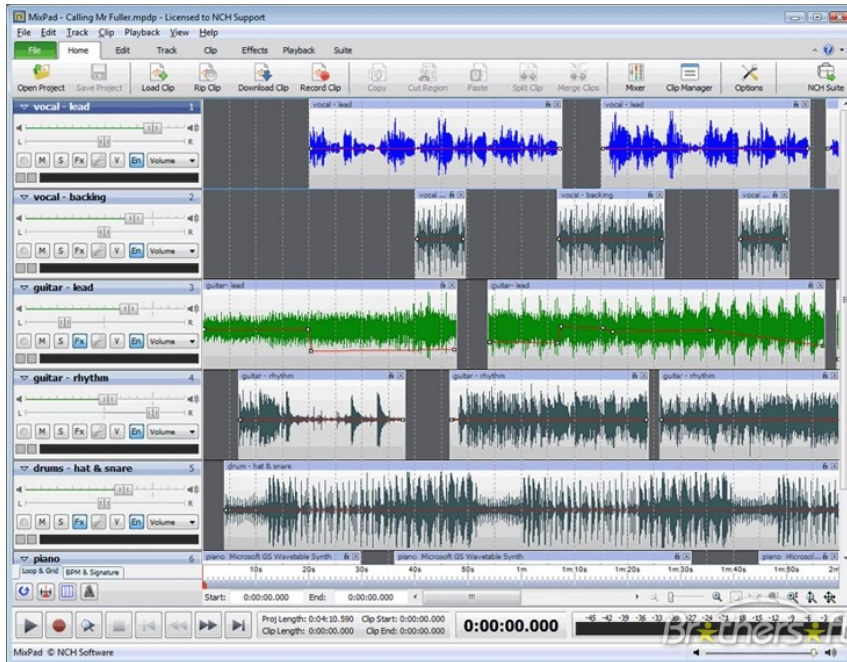 MixPad - Calling Mr Fuller.mpdp - Licensed to NCH Support
File Edit Track Clip Playback View Help
File Home Edit Track Clip Effects Playback Suite
Open Project Save Project Load Clip Rip Clip Download Clip Record Clip Copy Cut Region Paste Split Clip Merge Clips Mixer Clip Manager Options NCH Suite
vocal - lead 1 vocal - lead vocal - lead
L R
M S Fx V En Volume
vocal - backing 2 vocal ... vocal - backing vocal ...
L R
M S Fx V En Volume
guitar - lead 3 guitar- lead guitar- lead
L R
M S Fx V En Volume
guitar - rhythm 4 guitar - rhythm guitar - rhythm guitar - rhythm
L R
M S Fx V En Volume
drums - hat & snare 5 drum - hat & snare
L R
M S Fx V En Volume
piano 6 piano Microsoft GS Wavetable Synth piano Microsoft GS Wavetable Synth piano Microsof...
Loop & Grid BPM & Signature 10s 20s 30s 40s 50s 1m 1m;10s 1m;20s 1m;30s 1m;40s 1m;50s 2m
Start: 0:00:00.000 End: 0:00:00.000
Proj Length: 0:04:10.590 Clip Start: 0:00:00.000
Clip Length: 0:00:00.000 Clip End: 0:00:00.000
0:00:00.000
-45 -42 -39 -36 -33 -30 -27 -24 -21 -18 -15 -12 -9 -6 -3
Brothersoft
MixPad © NCH Software